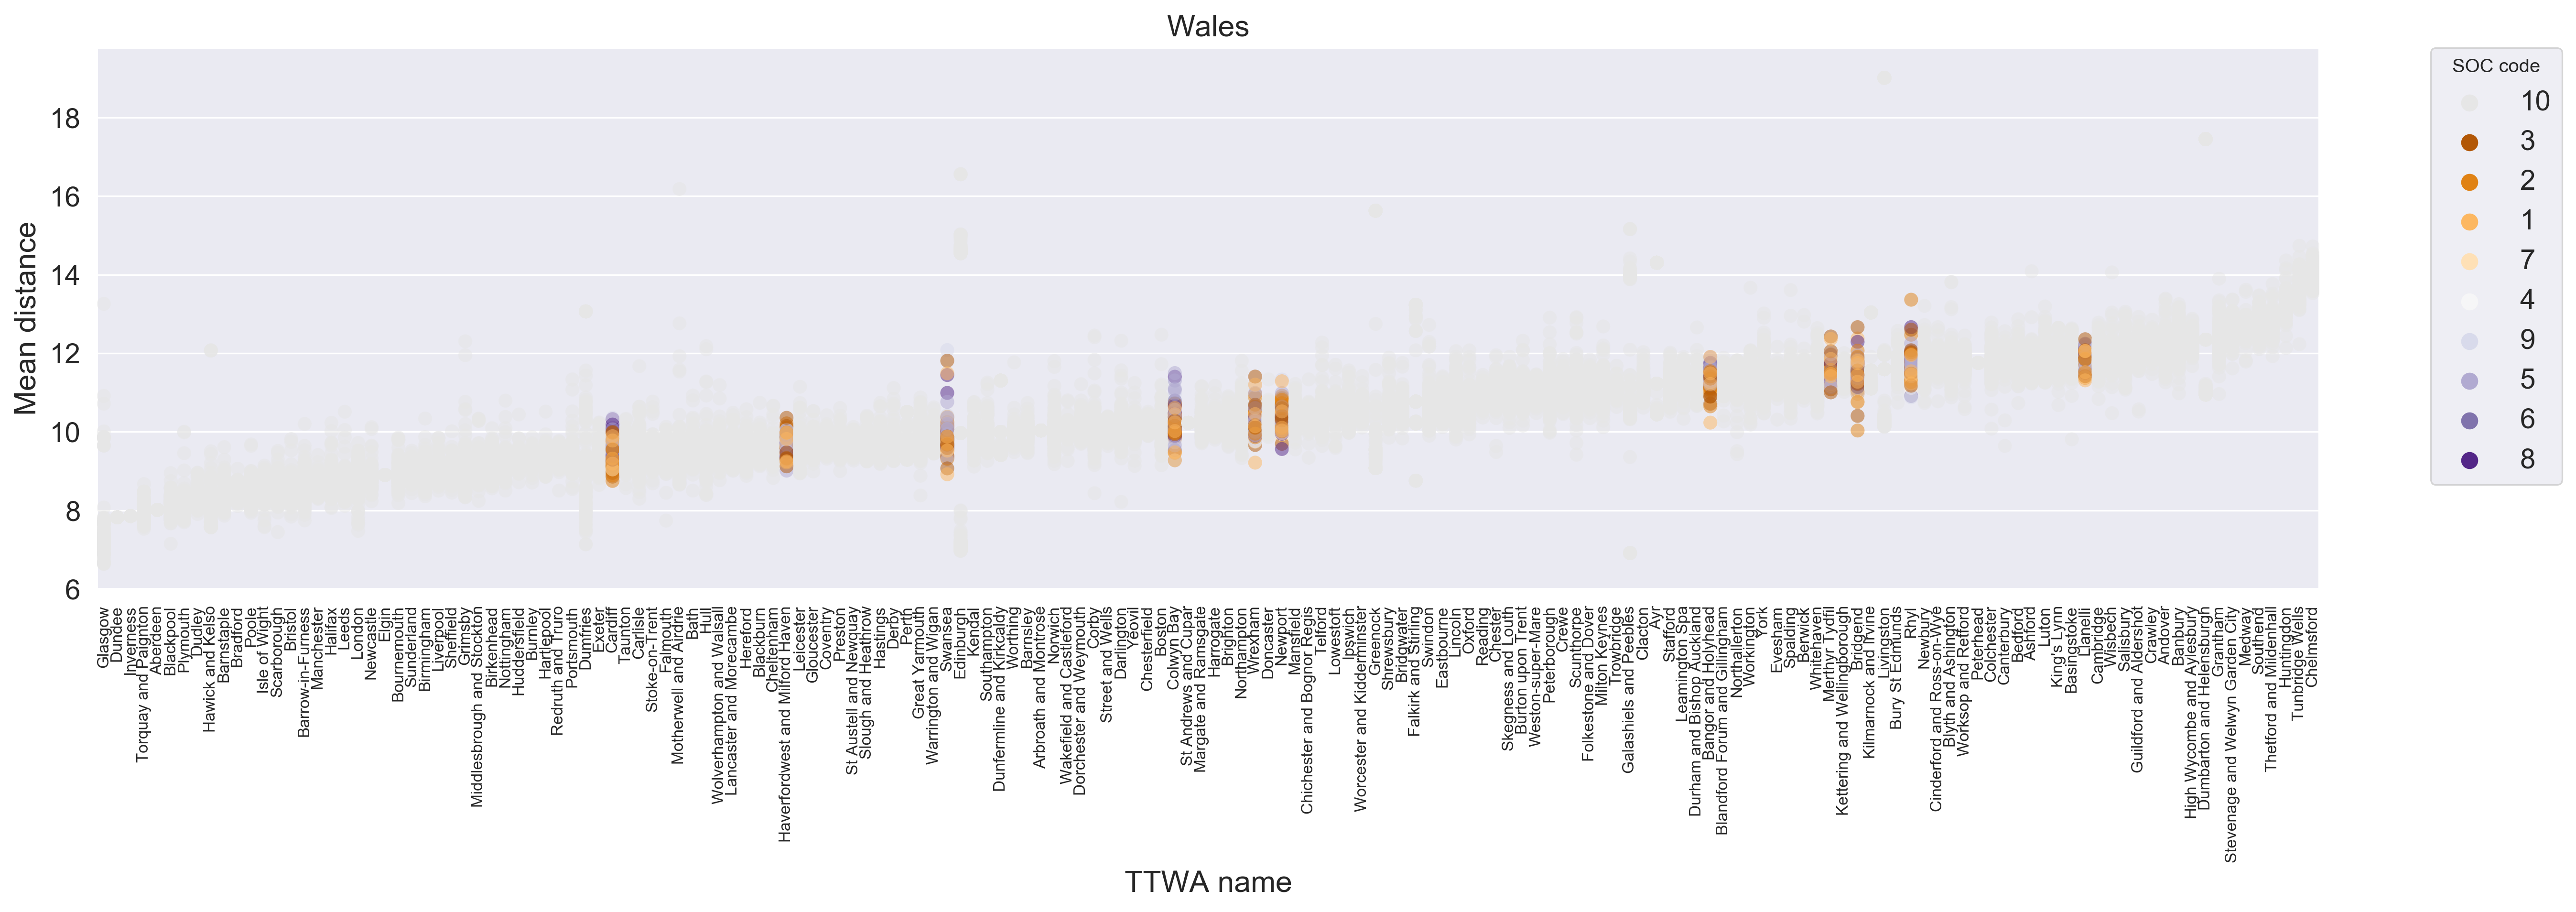 Wales
Mean distance
18
16
14
12
10
8
6
SOC code
10
3
2
1
7
4
9
5
6
8
Glasgow
Dundee
Inverness
Torquay and Paignton
Aberdeen
Blackpool
Plymouth
Dudley
Hawick and Kelso
Barnstaple
Bradford
Poole
Isle of Wight
Scarborough
Bristol
Barrow-in-Furness
Manchester
Halifax
Leeds
London
Newcastle
Elgin
Bournemouth
Sunderland
Birmingham
Liverpool
Sheffield
Grimsby
Middlesbrough and Stockton
Birkenhead
Nottingham
Huddersfield
Burnley
Hartlepool
Redruth and Truro
Portsmouth
Dumfries
Exeter
Cardiff
Taunton
Carlisle
Stoke-on-Trent
Falmouth
Motherwell and Airdrie
Bath
Hull
Wolverhampton and Walsall
Lancaster and Morecambe
Hereford
Blackburn
Cheltenham
Haverfordwest and Milford Haven
Leicester
Gloucester
Coventry
Preston
St Austell and Newquay
Slough and Heathrow
Hastings
Derby
Perth
Great Yarmouth
Warrington and Wigan
Swansea
Edinburgh
Kendal
Southampton
Dunfermline and Kirkcaldy
Worthing
Barnsley
Arbroath and Montrose
Norwich
Wakefield and Castleford
Dorchester and Weymouth
Corby
Street and Wells
Darlington
Yeovil
Chesterfield
Boston
Colwyn Bay
St Andrews and Cupar
Margate and Ramsgate
Harrogate
Brighton
Northampton
Wrexham
Doncaster
Newport
Mansfield
Chichester and Bognor Regis
Telford
Lowestoft
Ipswich
Worcester and Kidderminster
Greenock
Shrewsbury
Bridgwater
Falkirk and Stirling
Swindon
Eastbourne
Lincoln
Oxford
Reading
Chester
Skegness and Louth
Burton upon Trent
Weston-super-Mare
Peterborough
Crewe
Scunthorpe
Folkestone and Dover
Milton Keynes
Trowbridge
Galashiels and Peebles
Clacton
Ayr
Stafford
Leamington Spa
Durham and Bishop Auckland
Bangor and Holyhead
Blandford Forum and Gillingham
Northallerton
Workington
York
Evesham
Spalding
Berwick
Whitehaven
Merthyr Tydfil
Kettering and Wellingborough
Bridgend
Kilmarnock and Irvine
Livingston
Bury St Edmunds
Rhyl
Newbury
Cinderford and Ross-on-Wye
Blyth and Ashington
Worksop and Retford
Peterhead
Colchester
Canterbury
Bedford
Ashford
Luton
King's Lynn
Basingstoke
Llanelli
Cambridge
Wisbech
Salisbury
Guildford and Aldershot
Crawley
Andover
Banbury
High Wycombe and Aylesbury
Dumbarton and Helensburgh
Grantham
Stevenage and Welwyn Garden City
Medway
Southend
Thetford and Mildenhall
Huntingdon
Tunbridge Wells
Chelmsford
TTWA name